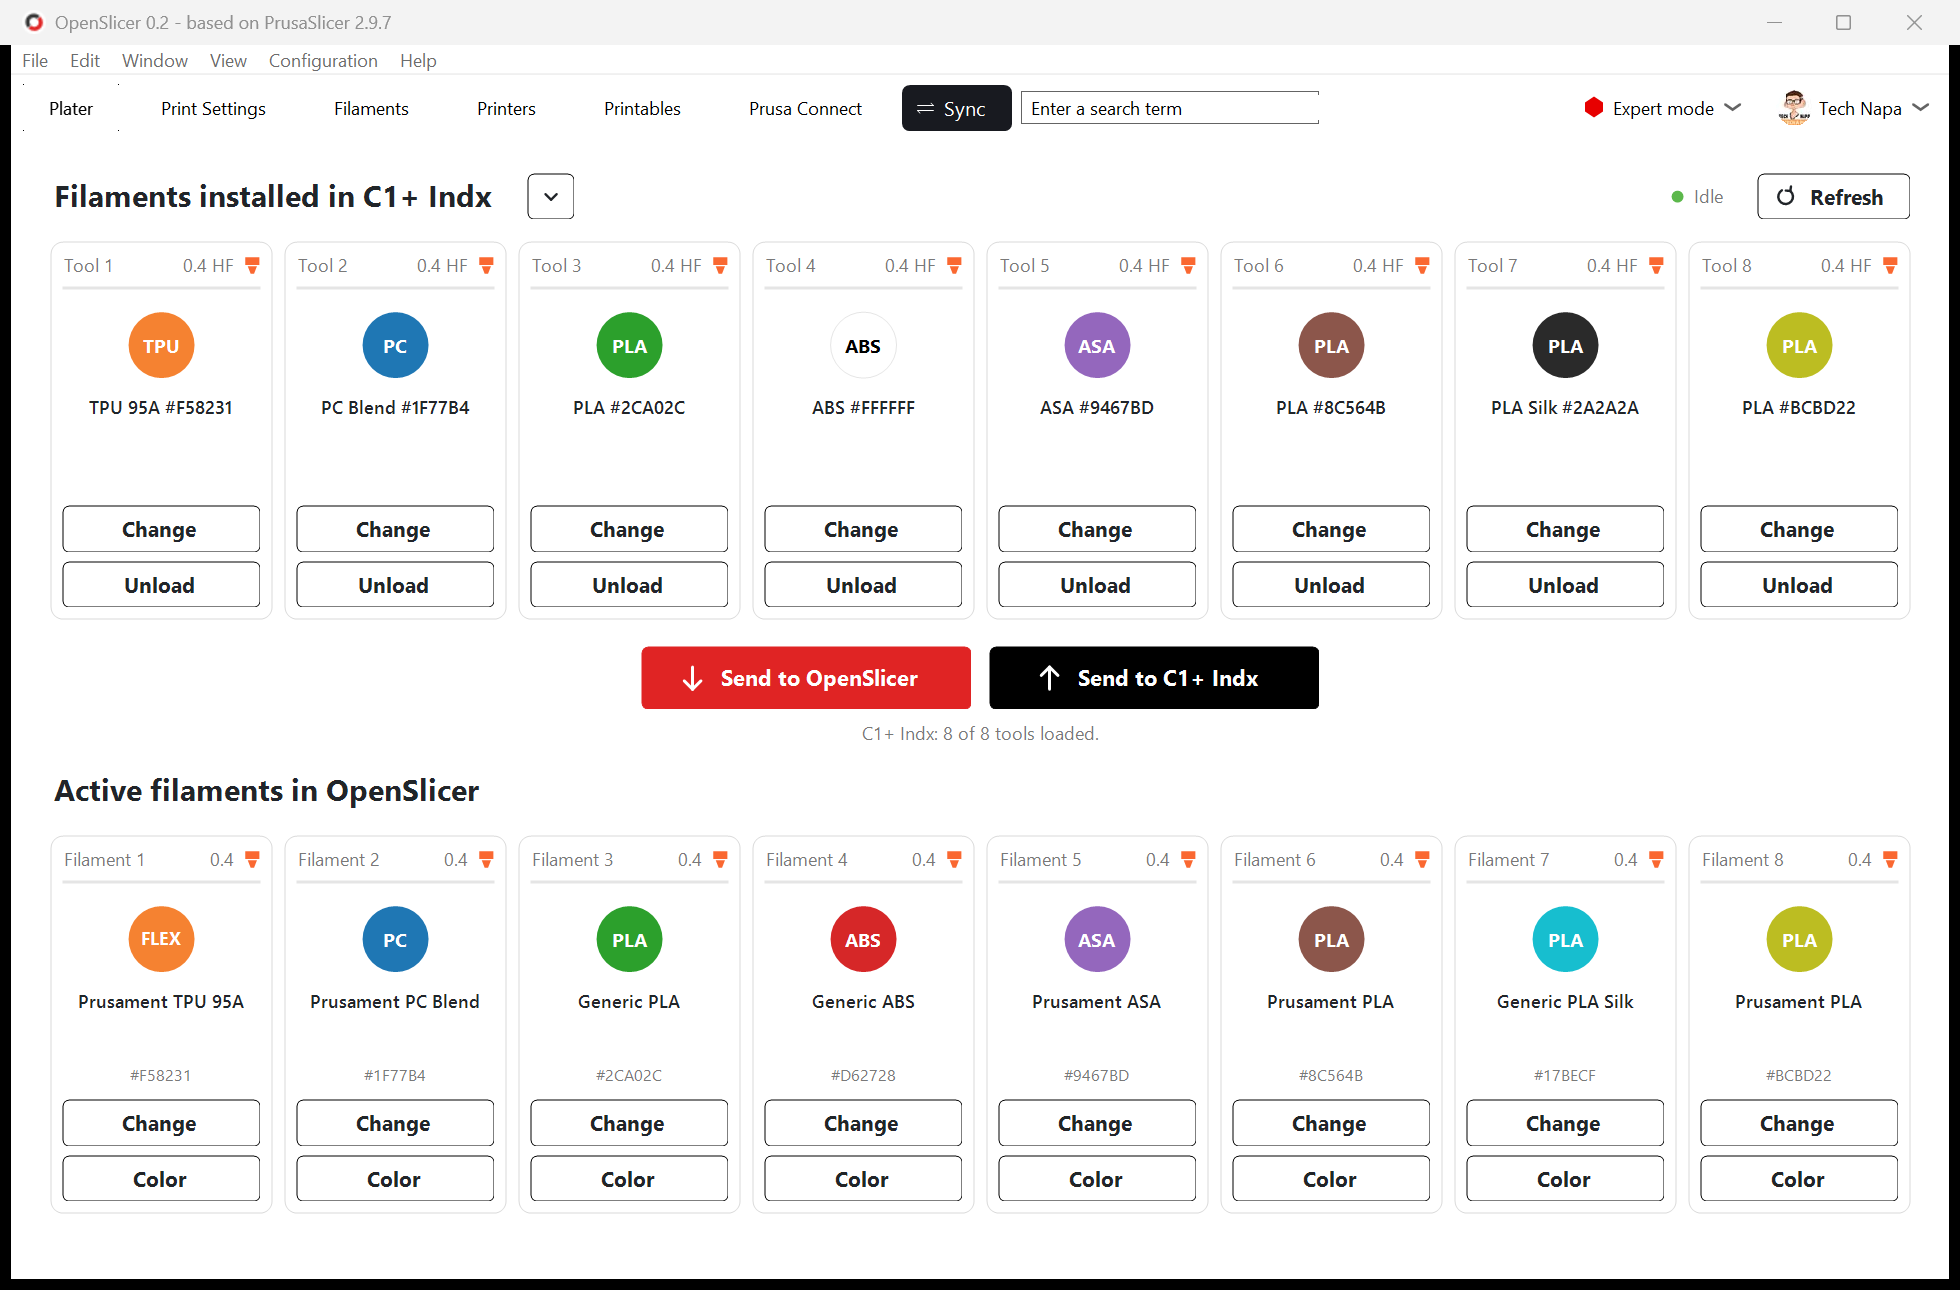 OpenSlicer 0.2 - based on PrusaSlicer 2.9.7
File Edit Window View Configuration Help
Plater Print Settings Filaments Printers Printables Prusa Connect Sync Enter a search term Expert mode Tech Napa
Filaments installed in C1+ Indx Idle Refresh
Tool 1 0.4 HF Tool 2 0.4 HF Tool 3 0.4 HF Tool 4 0.4 HF Tool 5 0.4 HF Tool 6 0.4 HF Tool 7 0.4 HF Tool 8 0.4 HF
TPU PC PLA ABS ASA PLA PLA PLA
TPU 95A #F58231 PC Blend #1F77B4 PLA #2CA02C ABS #FFFFFF ASA #9467BD PLA #8C564B PLA Silk #2A2A2A PLA #BCBD22
Change Change Change Change Change Change Change Change
Unload Unload Unload Unload Unload Unload Unload Unload
Send to OpenSlicer Send to C1+ Indx
C1+ Indx: 8 of 8 tools loaded.
Active filaments in OpenSlicer
Filament 1 0.4 Filament 2 0.4 Filament 3 0.4 Filament 4 0.4 Filament 5 0.4 Filament 6 0.4 Filament 7 0.4 Filament 8 0.4
FLEX PC PLA ABS ASA PLA PLA PLA
Prusament TPU 95A Prusament PC Blend Generic PLA Generic ABS Prusament ASA Prusament PLA Generic PLA Silk Prusament PLA
#F58231 #1F77B4 #2CA02C #D62728 #9467BD #8C564B #17BECF #BCBD22
Change Change Change Change Change Change Change Change
Color Color Color Color Color Color Color Color